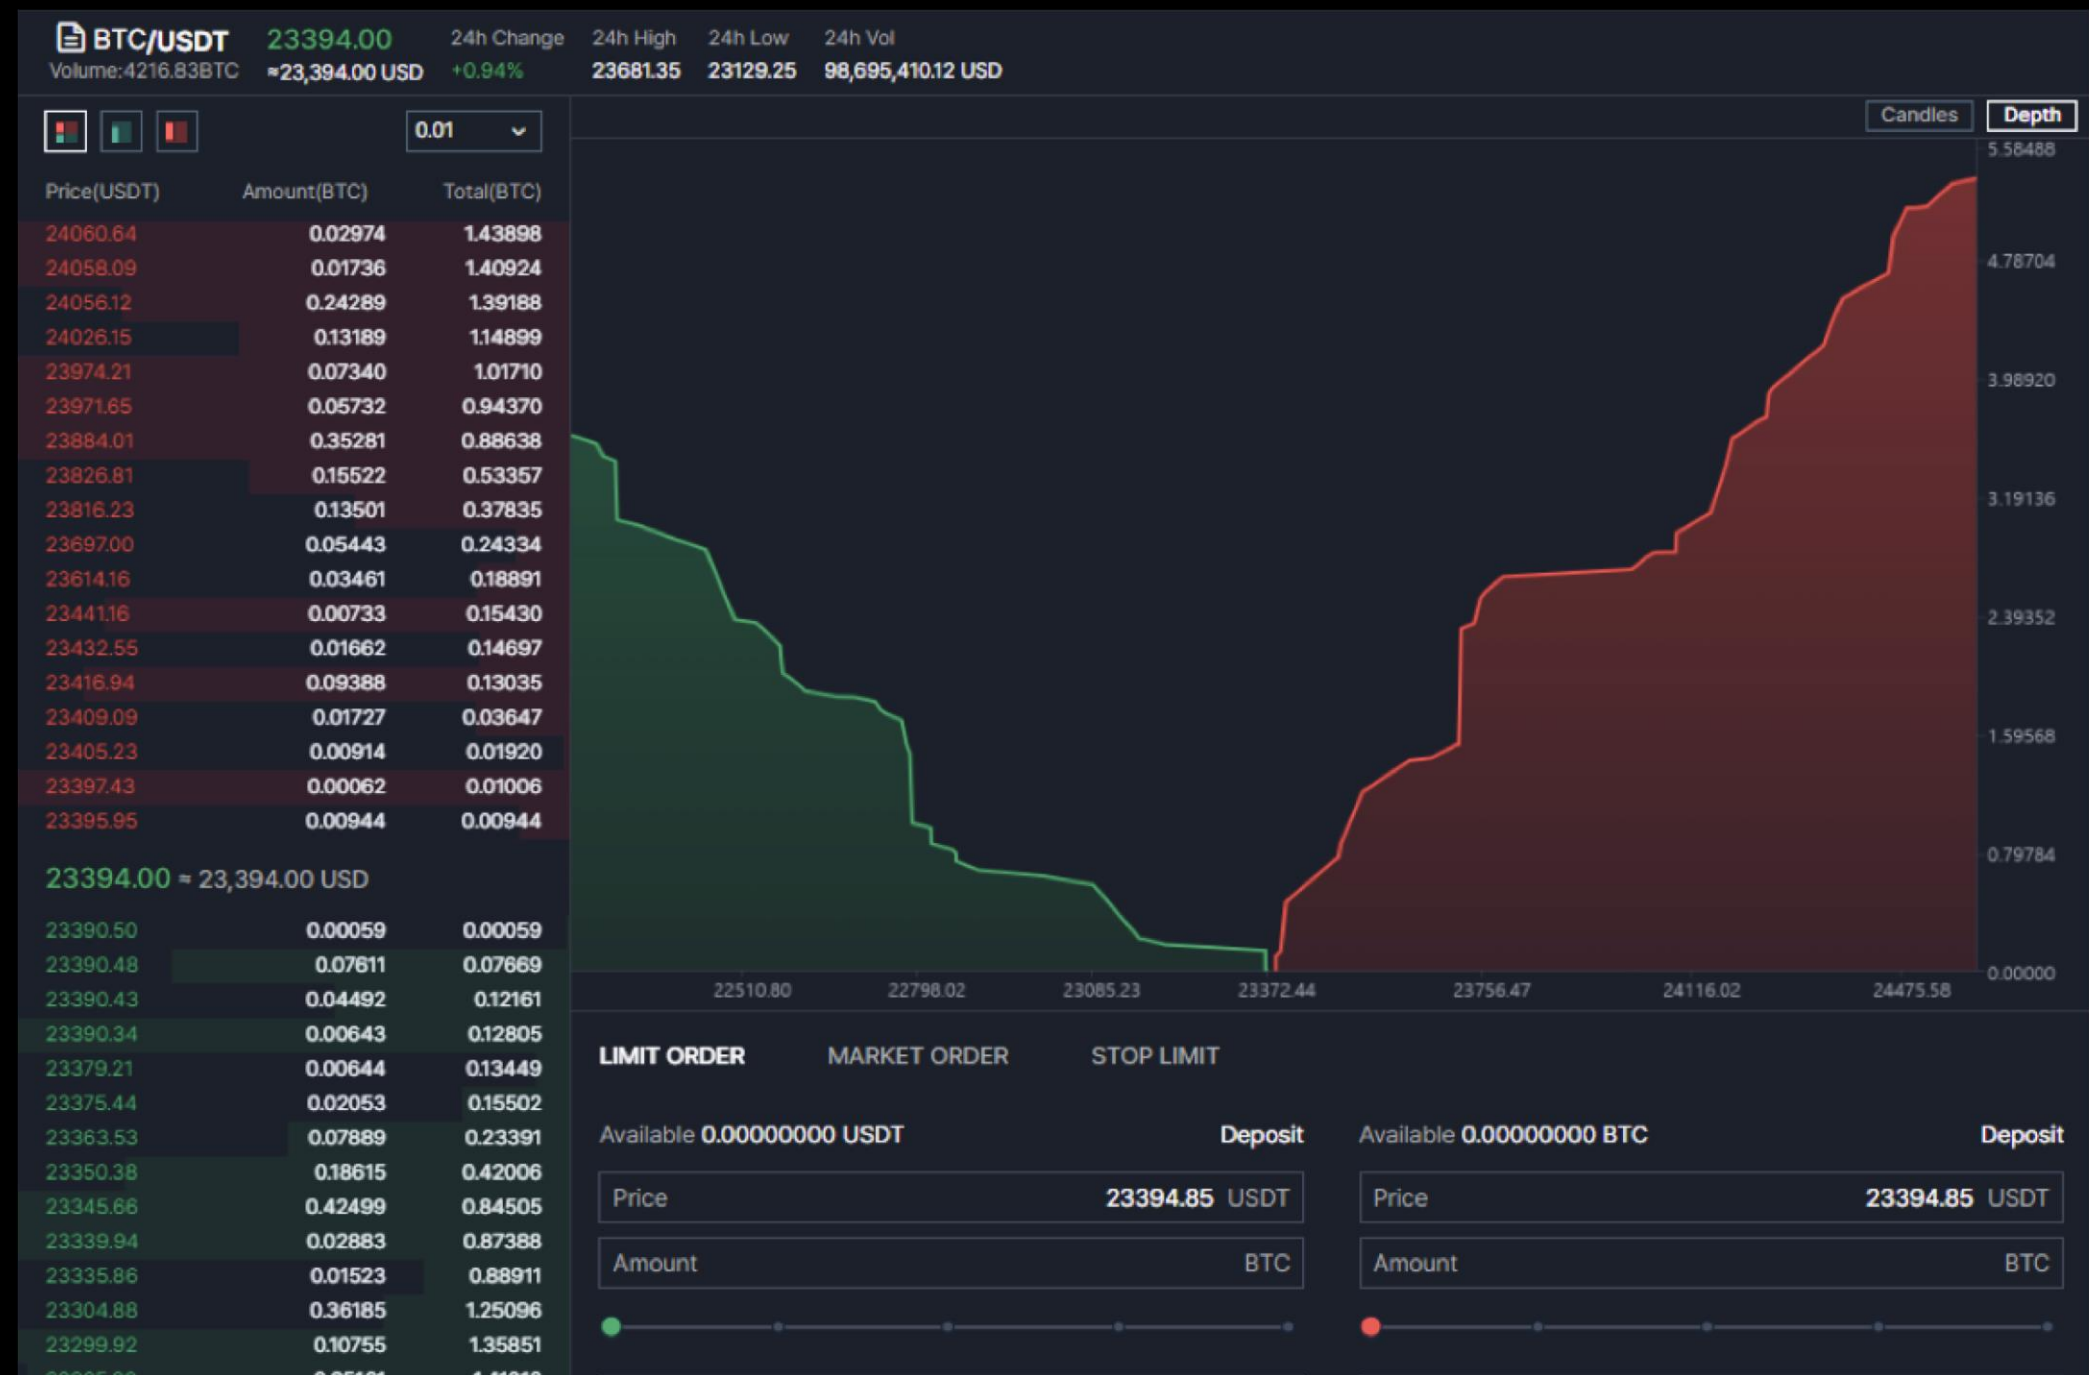 BTC/USDT 23394.00 24h Change 24h High 24h Low 24h Vol
Volume:4216.83BTC ≈23,394.00 USD +0.94% 23681.35 23129.25 98,695,410.12 USD
0.01
Candles Depth
Price(USDT) Amount(BTC) Total(BTC)
24060.64 0.02974 1.43898
24058.09 0.01736 1.40924
24056.12 0.24289 1.39188
24026.15 0.13189 1.14899
23974.21 0.07340 1.01710
23971.65 0.05732 0.94370
23884.01 0.35281 0.88638
23826.81 0.15522 0.53357
23816.23 0.13501 0.37835
23697.00 0.05443 0.24334
23614.16 0.03461 0.18891
23441.16 0.00733 0.15430
23432.55 0.01662 0.14697
23416.94 0.09388 0.13035
23409.09 0.01727 0.03647
23405.23 0.00914 0.01920
23397.43 0.00062 0.01006
23395.95 0.00944 0.00944
23394.00 ≈ 23,394.00 USD
23390.50 0.00059 0.00059
23390.48 0.07611 0.07669
23390.43 0.04492 0.12161
23390.34 0.00643 0.12805
23379.21 0.00644 0.13449
23375.44 0.02053 0.15502
23363.53 0.07889 0.23391
23350.38 0.18615 0.42006
23345.66 0.42499 0.84505
23339.94 0.02883 0.87388
23335.86 0.01523 0.88911
23304.88 0.36185 1.25096
23299.92 0.10755 1.35851
5.58488
4.78704
3.98920
3.19136
2.39352
1.59568
0.79784
0.00000
22510.80 22798.02 23085.23 23372.44 23756.47 24116.02 24475.58
LIMIT ORDER MARKET ORDER STOP LIMIT
Available 0.00000000 USDT Deposit
Price 23394.85 USDT
Amount BTC
Available 0.00000000 BTC Deposit
Price 23394.85 USDT
Amount BTC